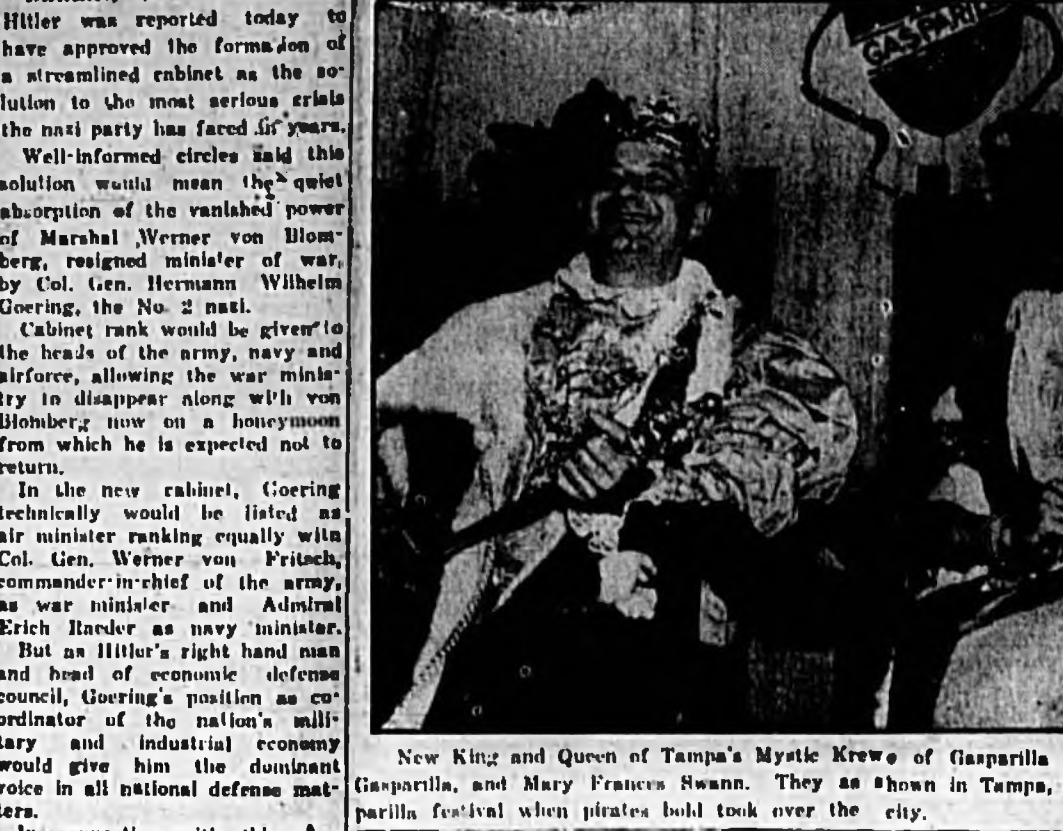 Hitler was reported today to
have approved the formation of
a streamlined cabinet as the so-
lution to the most serious crisis
the nazi party has faced in years.
Well-informed circles said this
solution would mean the quiet
absorption of the vanished power
of Marshal Werner von Blom-
berg, resigned minister of war,
by Col. Gen. Hermann Wilhelm
Goering, the No. 2 nazi.
Cabinet rank would be given to
the heads of the army, navy and
airforce, allowing the war minis-
try to disappear along with von
Blomberg now on a honeymoon
from which he is expected not to
return.
In the new cabinet, Goering
technically would be listed as
air minister ranking equally with
Col. Gen. Werner von Fritsch,
commander-in-chief of the army,
as war minister and Admiral
Erich Raeder as navy minister.
But as Hitler's right hand man
and head of economic defense
council, Goering's position as co-
ordinator of the nation's mili-
tary and industrial economy
would give him the dominant
voice in all national defense mat-
ters.
GASPARI
New King and Queen of Tampa's Mystic Krewe of Gasparilla
Gasparilla, and Mary Frances Swann. They as shown in Tampa,
parilla festival when pirates bold took over the city.